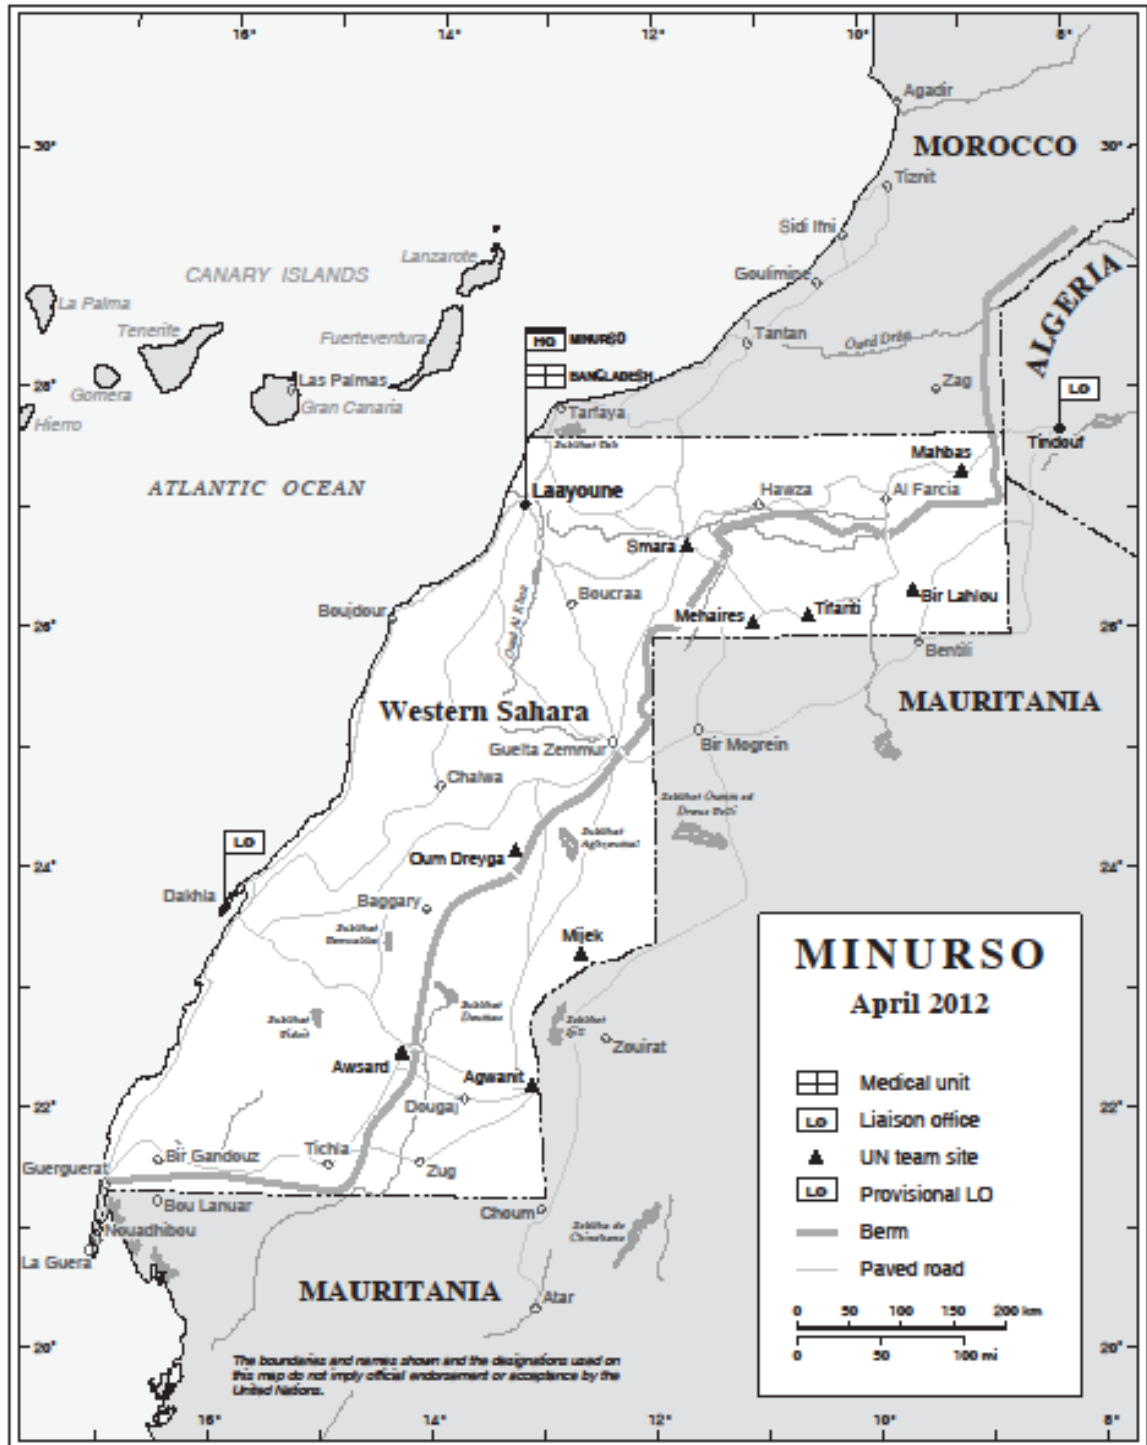 16°
14°
12°
10°
8°
Agadir
30°
MOROCCO
30°
Tiznit
Sidi Ifni
Lanzarote
CANARY ISLANDS
Goulimine
La Palma
Tenerife
Fuerteventura
HQ MINURSO
Tantan
ALGERIA
BANGLADESH
Las Palmas
28°
Zag
LO
Gomera
Gran Canaria
Tarfaya
Hierro
Tindouf
Mahbas
ATLANTIC OCEAN
Laayoune
Hawza
Al Farcia
Smara
Boucraa
Bir Lahlou
Boujdour
Mehaires
Tifariti
26°
26°
Bentili
Western Sahara
MAURITANIA
Guelta Zemmur
Bir Mogrein
Chalwa
LO
Oum Dreyga
24°
24°
Dakhla
Baggary
Mijek
MINURSO
April 2012
Zouirat
Awsard
Agwanit
Medical unit
Dougaj
22°
22°
LO Liaison office
Tichla
UN team site
Bir Gandouz
Guerguerat
Zug
LO Provisional LO
Bou Lanuar
Choum
Nouadhibou
Berm
La Guera
Paved road
MAURITANIA
Atar
0 50 100 150 200 km
0 50 100 mi
20°
20°
The boundaries and names shown and the designations used on
this map do not imply official endorsement or acceptance by the
United Nations.
16°
14°
12°
10°
8°